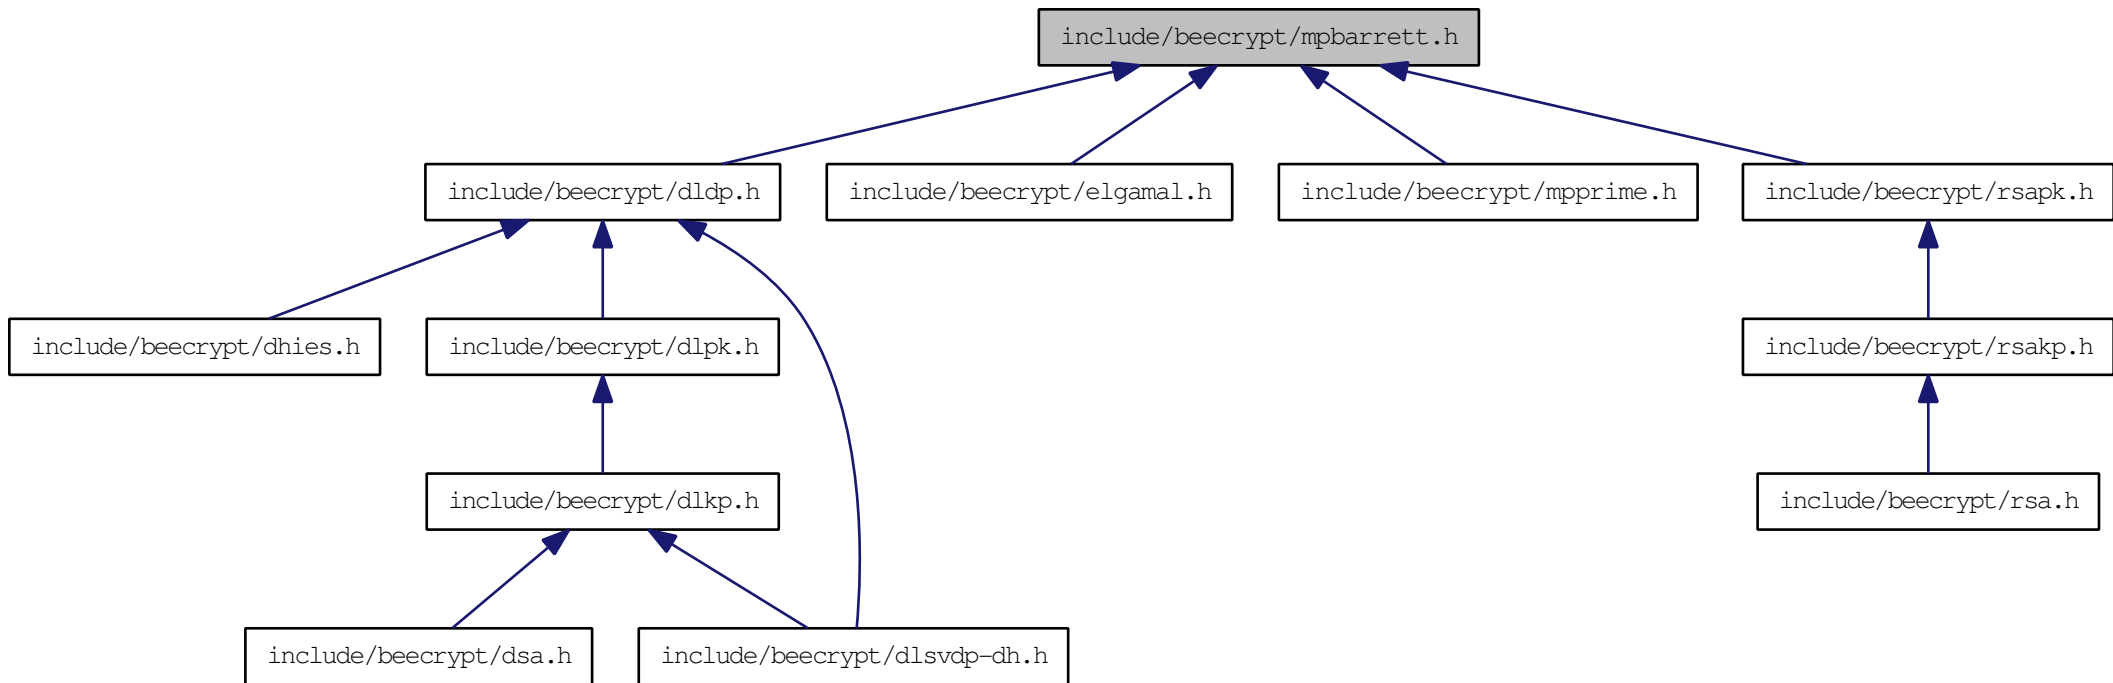 include/beecrypt/mpbarrett.h
include/beecrypt/dldp.h
include/beecrypt/elgamal.h
include/beecrypt/mpprime.h
include/beecrypt/rsapk.h
include/beecrypt/dhies.h
include/beecrypt/dlpk.h
include/beecrypt/rsakp.h
include/beecrypt/dlkp.h
include/beecrypt/rsa.h
include/beecrypt/dsa.h
include/beecrypt/dlsvdp-dh.h